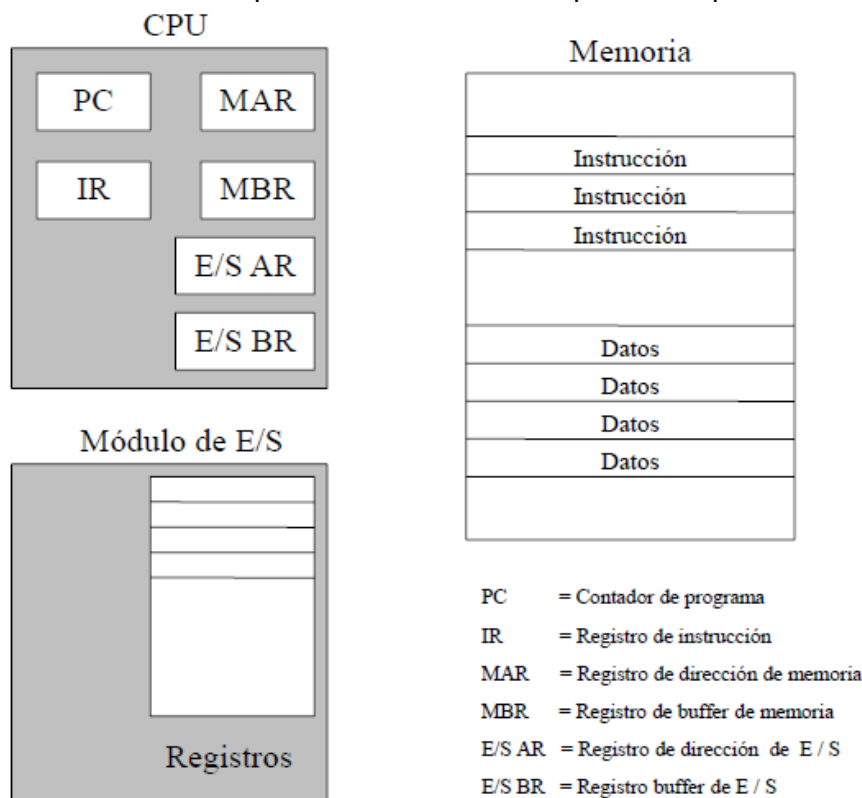 CPU
PC
MAR
IR
MBR
E/S AR
E/S BR
Memoria
Instrucción
Instrucción
Instrucción
Datos
Datos
Datos
Datos
Módulo de E/S
Registros
PC = Contador de programa
IR = Registro de instrucción
MAR = Registro de dirección de memoria
MBR = Registro de buffer de memoria
E/S AR = Registro de dirección de E / S
E/S BR = Registro buffer de E / S